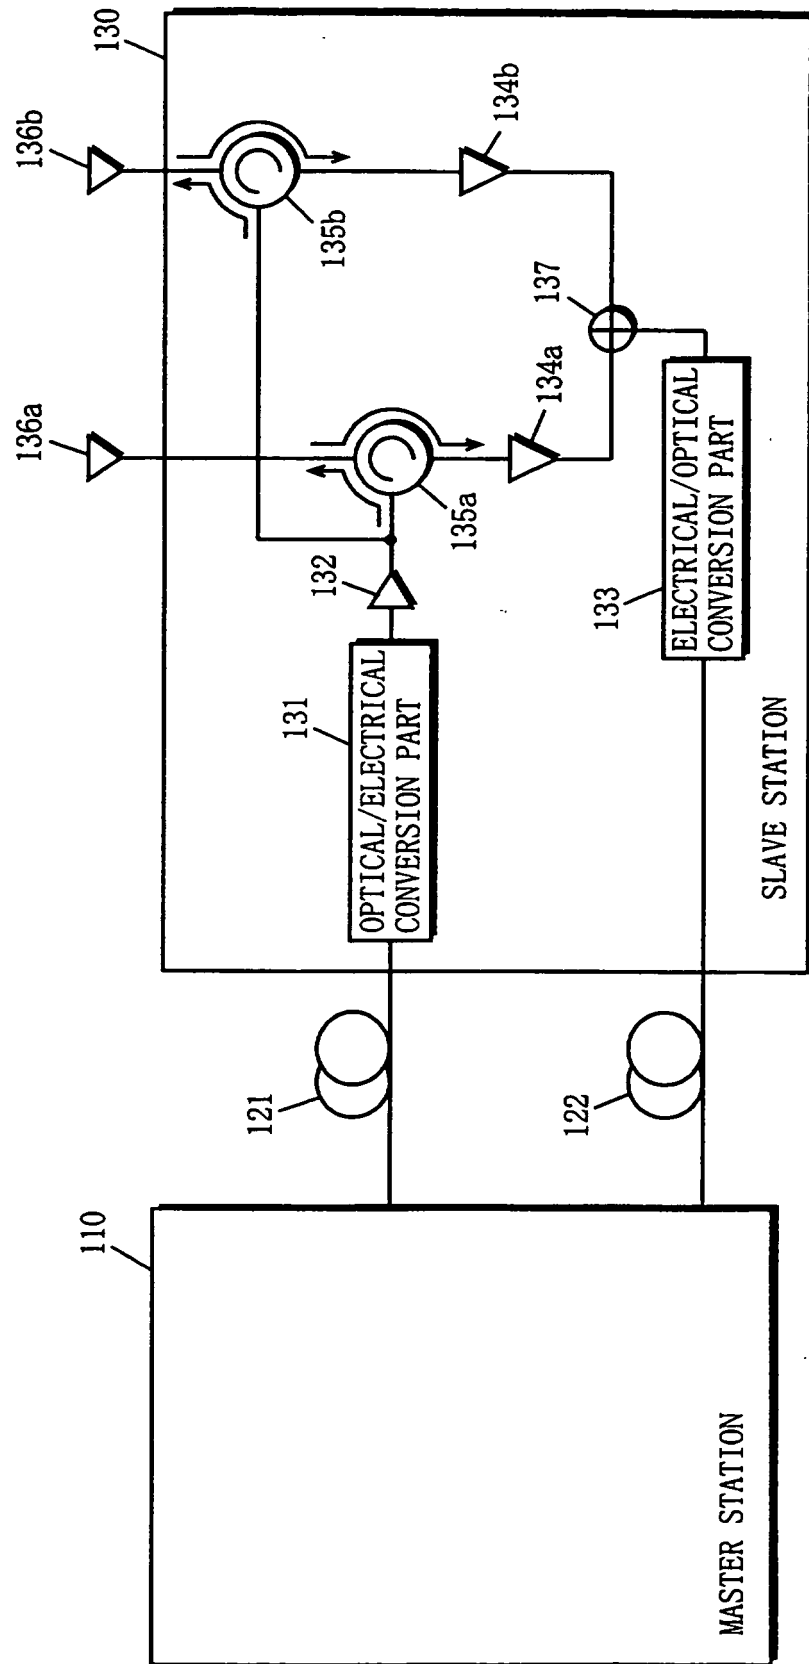 110
MASTER STATION
121
122
130
SLAVE STATION
131
OPTICAL/ELECTRICAL
CONVERSION PART
132
135a
136a
134a
135b
136b
134b
137
133
ELECTRICAL/OPTICAL
CONVERSION PART